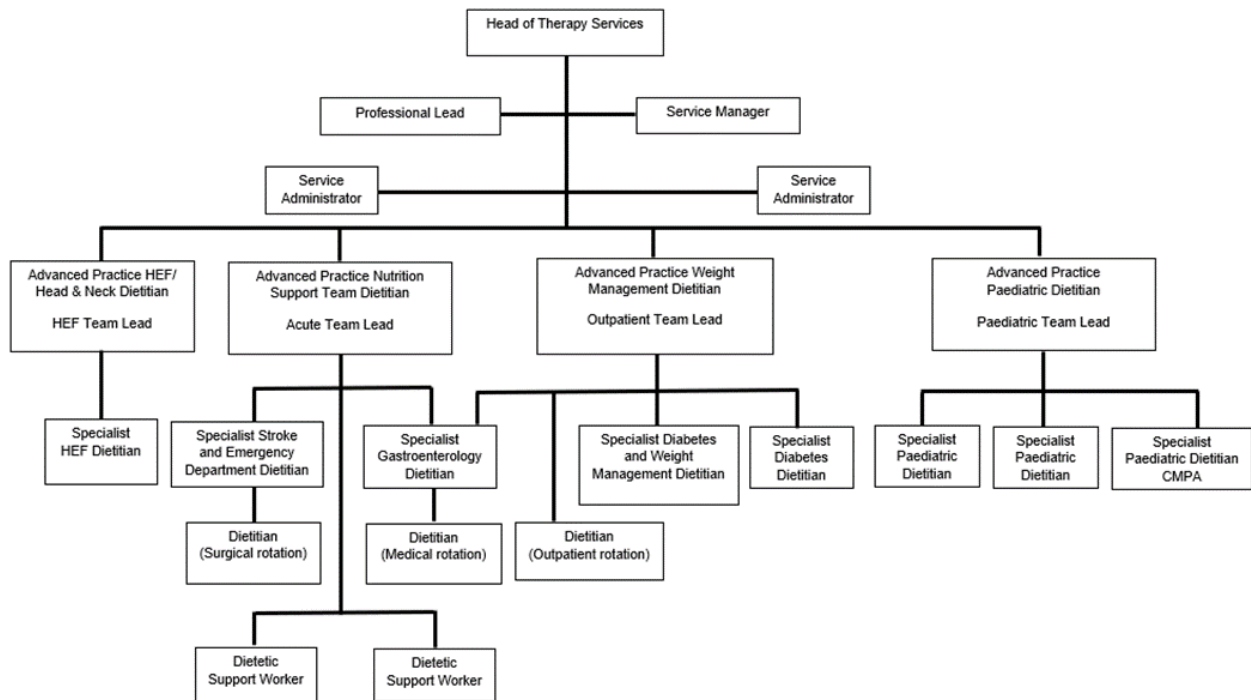 Head of Therapy Services
Professional Lead
Service Manager
Service
Administrator
Service
Administrator
Advanced Practice HEF/
Head & Neck Dietitian
HEF Team Lead
Advanced Practice Nutrition
Support Team Dietitian
Acute Team Lead
Advanced Practice Weight
Management Dietitian
Outpatient Team Lead
Advanced Practice
Paediatric Dietitian
Paediatric Team Lead
Specialist
HEF Dietitian
Specialist Stroke
and Emergency
Department Dietitian
Specialist
Gastroenterology
Dietitian
Specialist Diabetes
and Weight
Management Dietitian
Specialist
Diabetes
Dietitian
Specialist
Paediatric
Dietitian
Specialist
Paediatric
Dietitian
Specialist
Paediatric Dietitian
CMPA
Dietitian
(Surgical rotation)
Dietitian
(Medical rotation)
Dietitian
(Outpatient rotation)
Dietetic
Support Worker
Dietetic
Support Worker